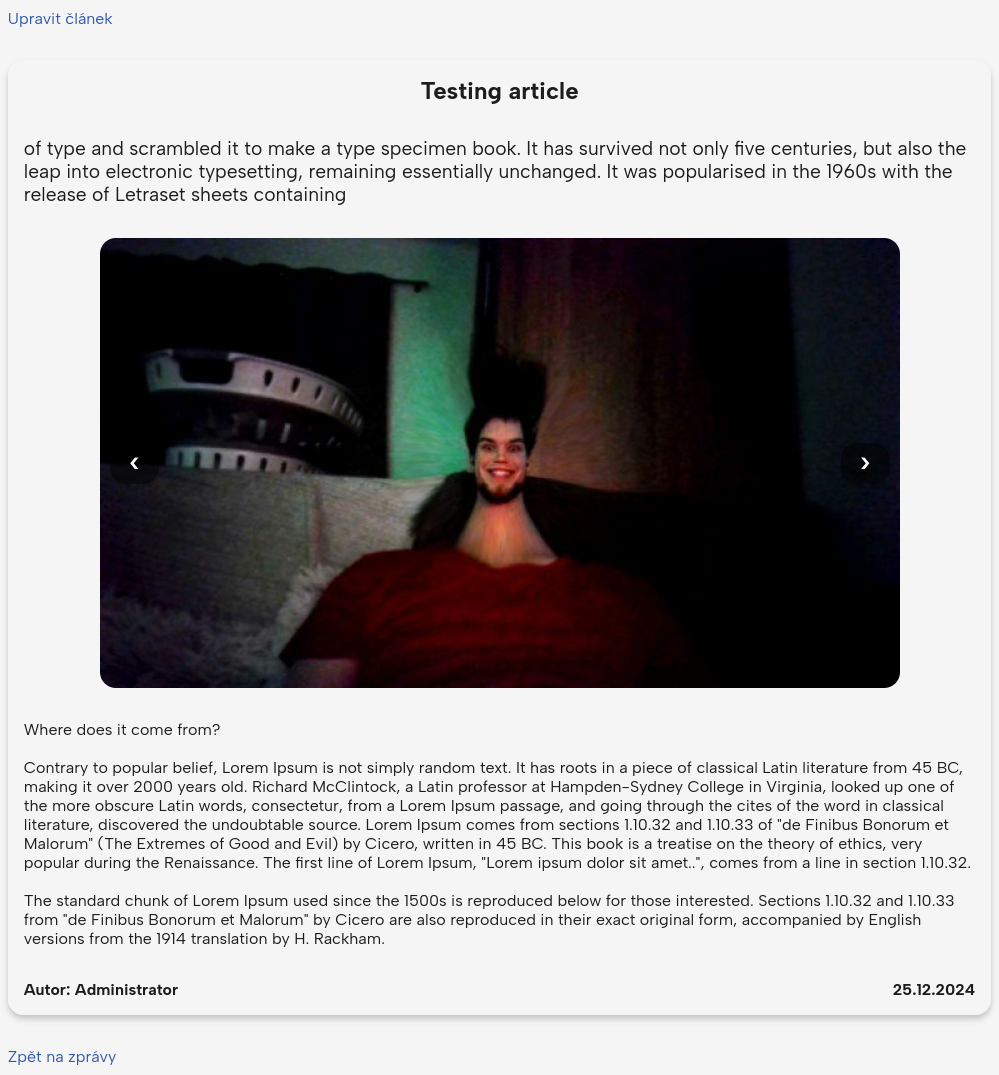 Upravit článek
Testing article
of type and scrambled it to make a type specimen book. It has survived not only five centuries, but also the
leap into electronic typesetting, remaining essentially unchanged. It was popularised in the 1960s with the
release of Letraset sheets containing
‹ ›
Where does it come from?
Contrary to popular belief, Lorem Ipsum is not simply random text. It has roots in a piece of classical Latin literature from 45 BC,
making it over 2000 years old. Richard McClintock, a Latin professor at Hampden-Sydney College in Virginia, looked up one of
the more obscure Latin words, consectetur, from a Lorem Ipsum passage, and going through the cites of the word in classical
literature, discovered the undoubtable source. Lorem Ipsum comes from sections 1.10.32 and 1.10.33 of "de Finibus Bonorum et
Malorum" (The Extremes of Good and Evil) by Cicero, written in 45 BC. This book is a treatise on the theory of ethics, very
popular during the Renaissance. The first line of Lorem Ipsum, "Lorem ipsum dolor sit amet..", comes from a line in section 1.10.32.
The standard chunk of Lorem Ipsum used since the 1500s is reproduced below for those interested. Sections 1.10.32 and 1.10.33
from "de Finibus Bonorum et Malorum" by Cicero are also reproduced in their exact original form, accompanied by English
versions from the 1914 translation by H. Rackham.
Autor: Administrator 25.12.2024
Zpět na zprávy